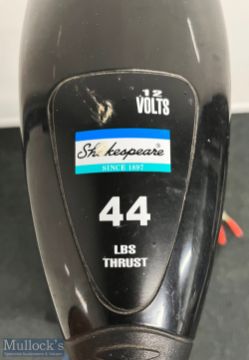 12
VOLTS
Shakespeare®
SINCE 1897
44
LBS
THRUST
Mullock's